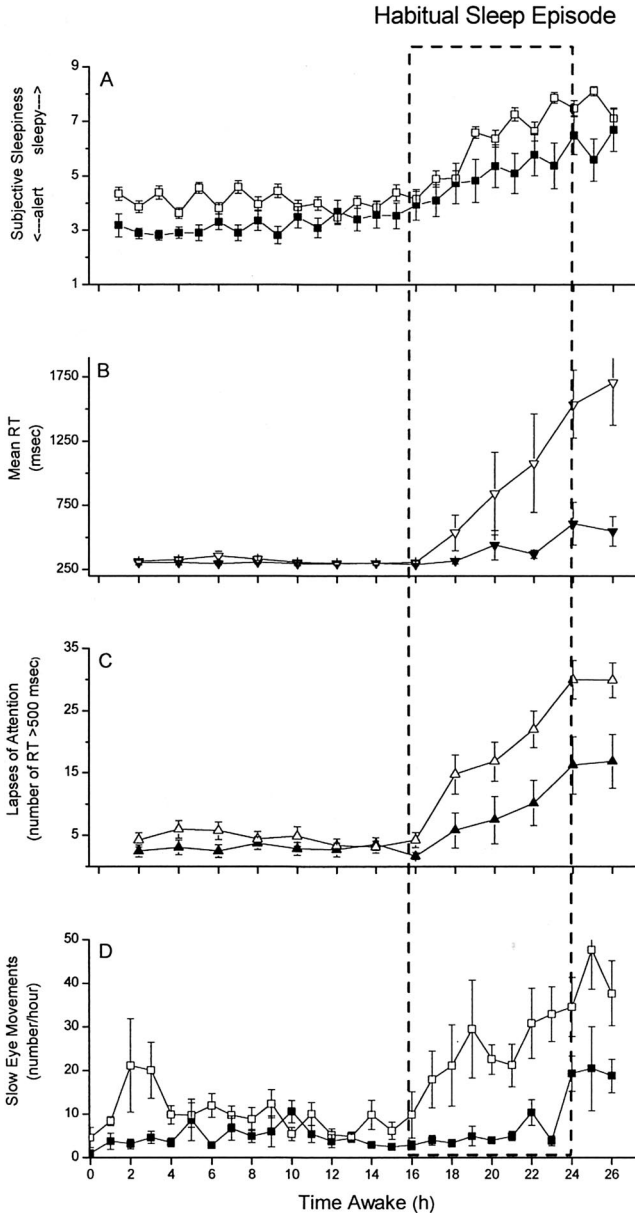 Habitual Sleep Episode
A
Subjective Sleepiness
<---alert sleepy--->
9
7
5
3
1
B
Mean RT
(msec)
1750
1250
750
250
C
Lapses of Attention
(number of RT >500 msec)
35
25
15
5
D
Slow Eye Movements
(number/hour)
50
40
30
20
10
0
0 2 4 6 8 10 12 14 16 18 20 22 24 26
Time Awake (h)